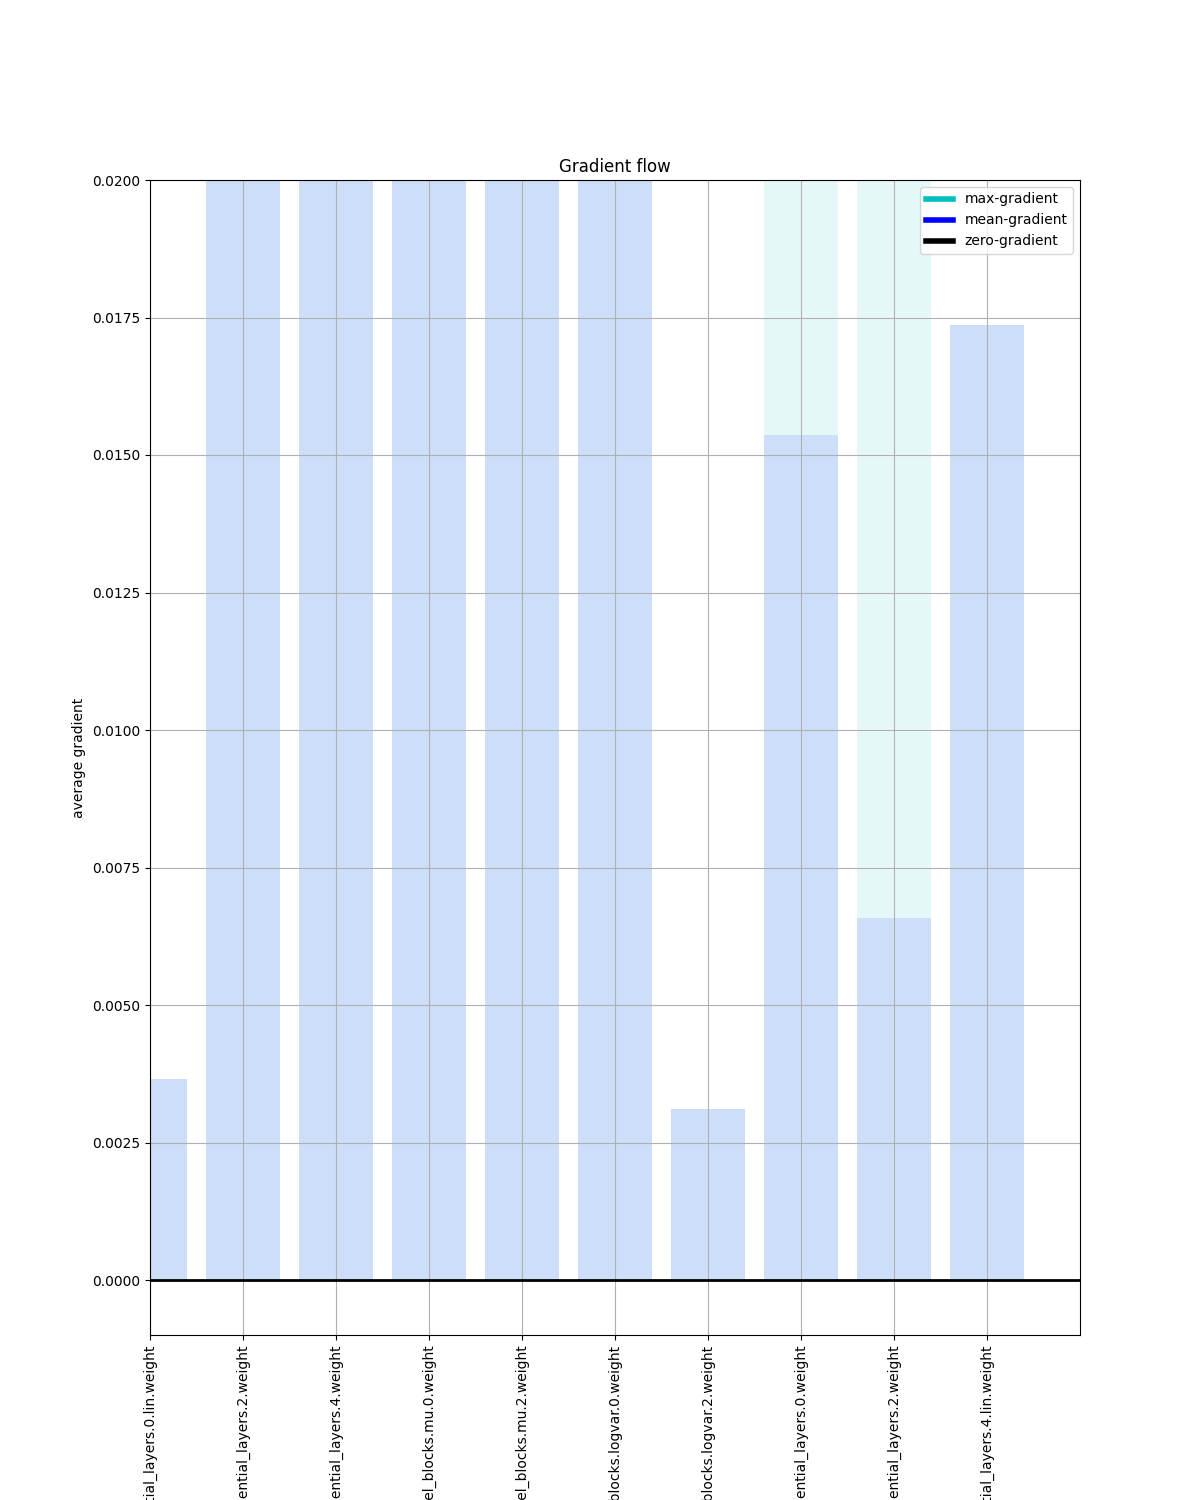 Gradient flow
max-gradient
mean-gradient
zero-gradient
0.0200
0.0175
0.0150
0.0125
0.0100
0.0075
0.0050
0.0025
0.0000
average gradient
tial_layers.0.lin.weight
ential_layers.2.weight
ential_layers.4.weight
el_blocks.mu.0.weight
el_blocks.mu.2.weight
blocks.logvar.0.weight
blocks.logvar.2.weight
ential_layers.0.weight
ential_layers.2.weight
tial_layers.4.lin.weight